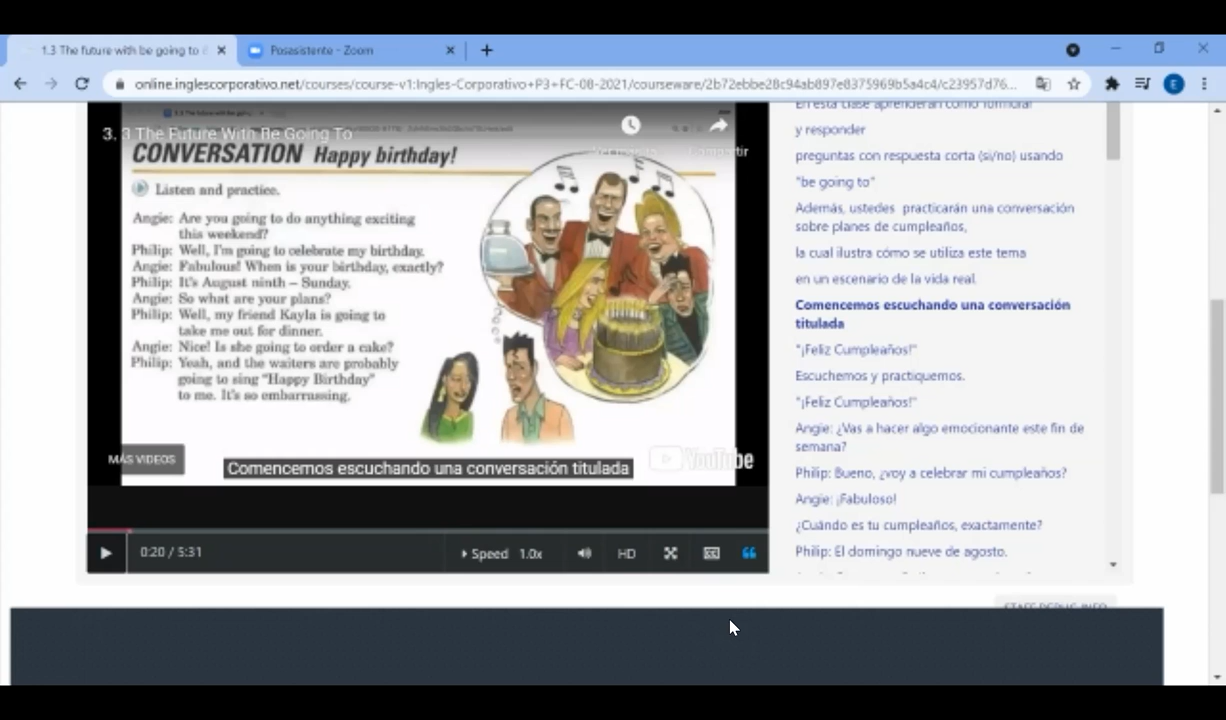 1.3 The future with be going to
Posasistente - Zoom
online.inglescorporativo.net/courses/course-v1:Ingles-Corporativo+P3+FC-08-2021/courseware/2b72ebbe28c94ab897e8375969b5a4c4/c23957d76...
E
3. 3 The Future With Be Going To
CONVERSATION Happy birthday!
Listen and practice.
Angie: Are you going to do anything exciting
this weekend?
Philip: Well, I'm going to celebrate my birthday.
Angie: Fabulous! When is your birthday, exactly?
Philip: It's August ninth – Sunday.
Angie: So what are your plans?
Philip: Well, my friend Kayla is going to
take me out for dinner.
Angie: Nice! Is she going to order a cake?
Philip: Yeah, and the waiters are probably
going to sing "Happy Birthday"
to me. It's so embarrassing.
MÁS VIDEOS
Comencemos escuchando una conversación titulada
YouTube
0:20 / 5:31
Speed 1.0x
HD
En esta clase aprenderán cómo formular
y responder
preguntas con respuesta corta (si/no) usando
"be going to"
Además, ustedes practicarán una conversación
sobre planes de cumpleaños,
la cual ilustra cómo se utiliza este tema
en un escenario de la vida real.
Comencemos escuchando una conversación
titulada
"¡Feliz Cumpleaños!"
Escuchemos y practiquemos.
"¡Feliz Cumpleaños!"
Angie: ¿Vas a hacer algo emocionante este fin de
semana?
Philip: Bueno, ¿voy a celebrar mi cumpleaños?
Angie: ¡Fabuloso!
¿Cuándo es tu cumpleaños, exactamente?
Philip: El domingo nueve de agosto.
STAFF DEBUG INFO